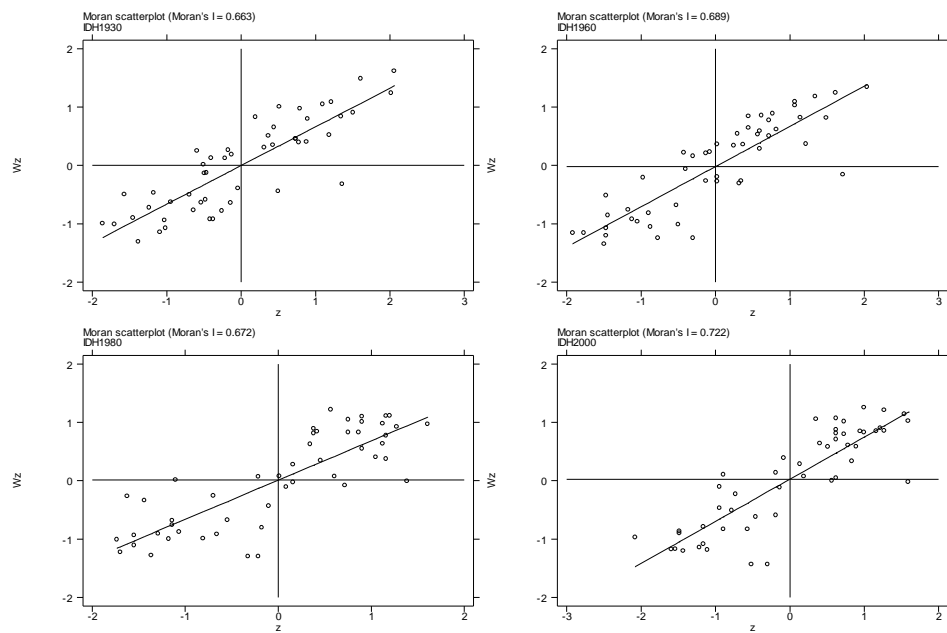 Moran scatterplot (Moran's I = 0.663)
IDH1930
2
1
0
-1
-2
Wz
-2
-1
0
1
2
3
z
Moran scatterplot (Moran's I = 0.689)
IDH1960
2
1
0
-1
-2
Wz
-2
-1
0
1
2
3
z
Moran scatterplot (Moran's I = 0.672)
IDH1980
2
1
0
-1
-2
Wz
-2
-1
0
1
2
z
Moran scatterplot (Moran's I = 0.722)
IDH2000
2
1
0
-1
-2
Wz
-3
-2
-1
0
1
2
z